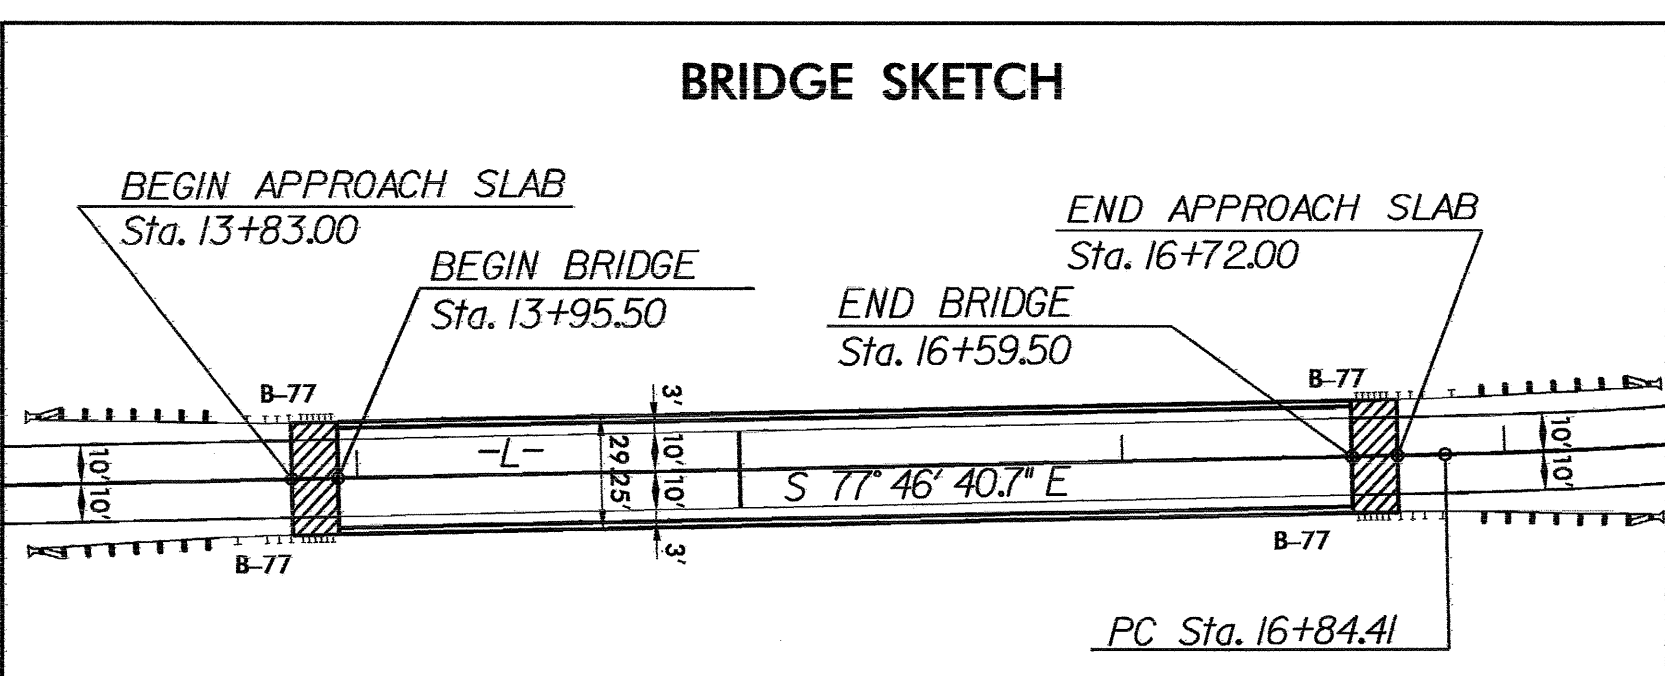 BRIDGE SKETCH
BEGIN APPROACH SLAB
Sta. 13+83.00
BEGIN BRIDGE
Sta. 13+95.50
END APPROACH SLAB
Sta. 16+72.00
END BRIDGE
Sta. 16+59.50
B-77
B-77
3'
10'
10'
-L-
29.25'
10'
10'
S 77° 46' 40.7" E
10'
10'
3'
B-77
B-77
PC Sta. 16+84.41